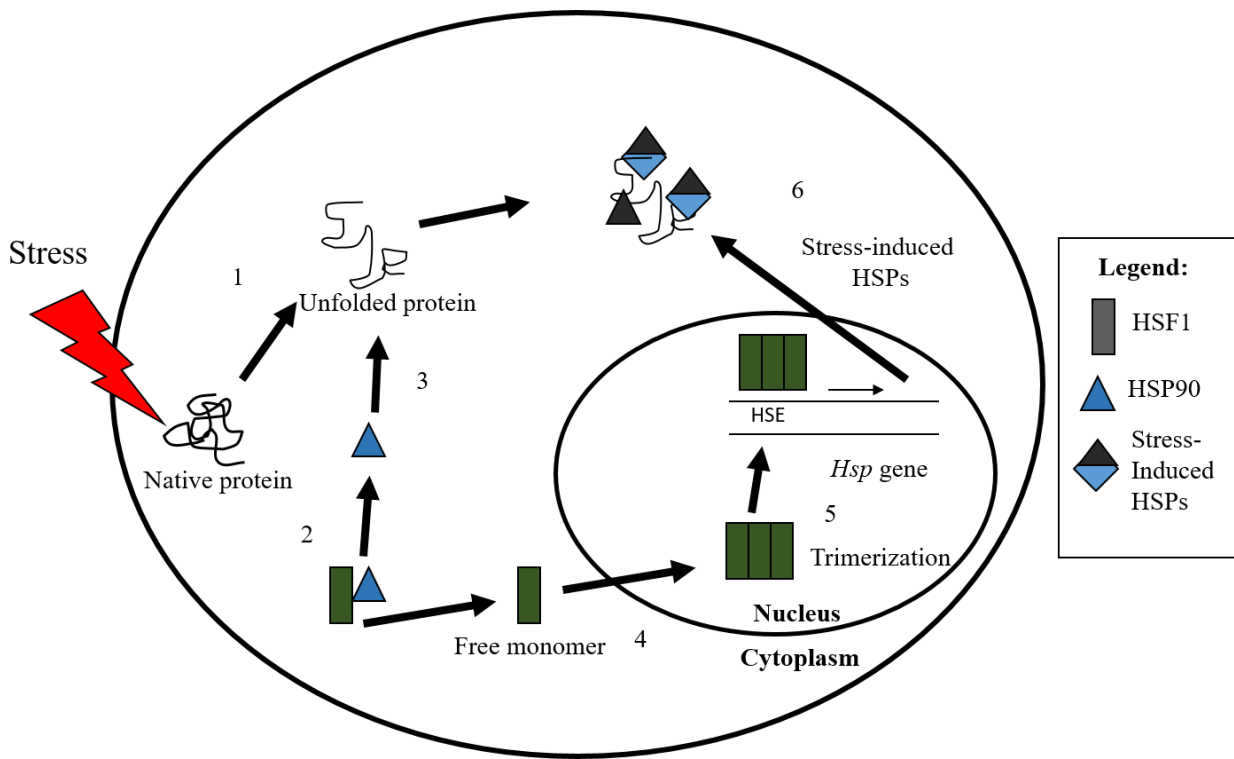 Stress
1
Unfolded protein
Native protein
2
3
Free monomer
4
5
Trimerization
HSE
Hsp gene
Nucleus
Cytoplasm
6
Stress-induced
HSPs
Legend:
HSF1
HSP90
Stress-
Induced
HSPs